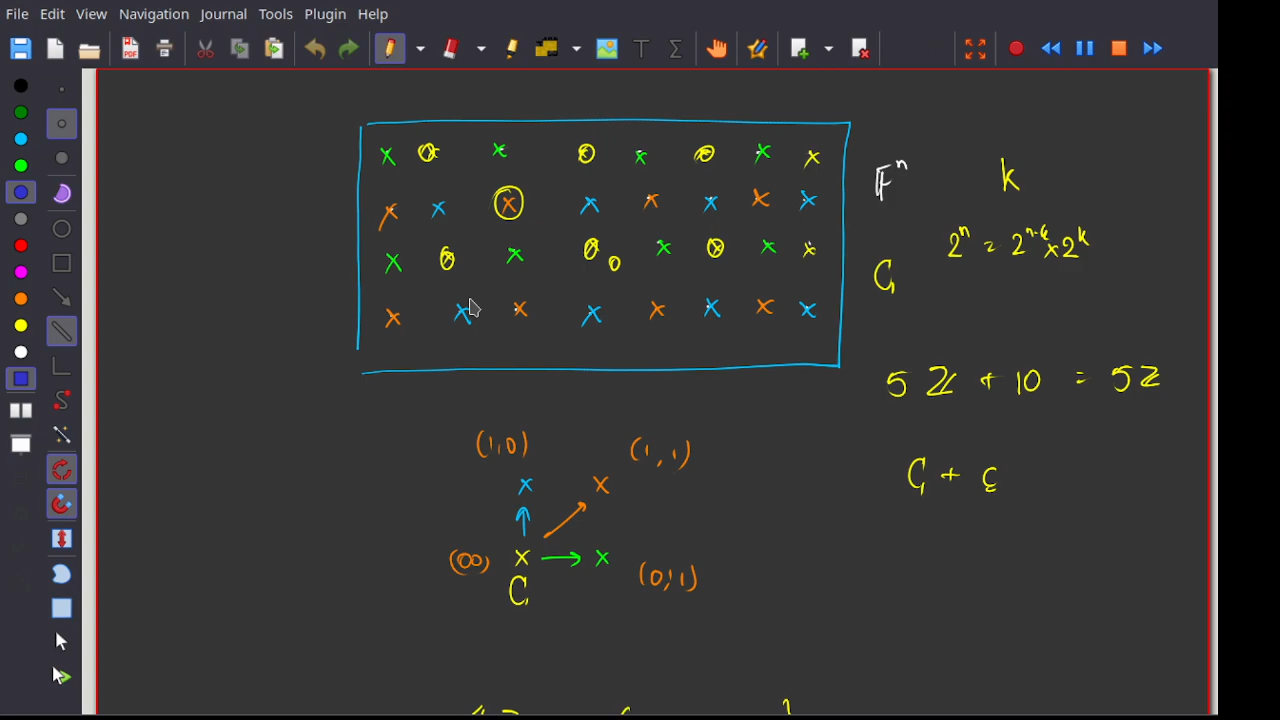 File Edit View Navigation Journal Tools Plugin Help
F^n k
2^n = 2^{n-k} × 2^k
C
5ℤ + 10 = 5ℤ
(1,0) (1,1)
C + ε
(00) (0,1)
C